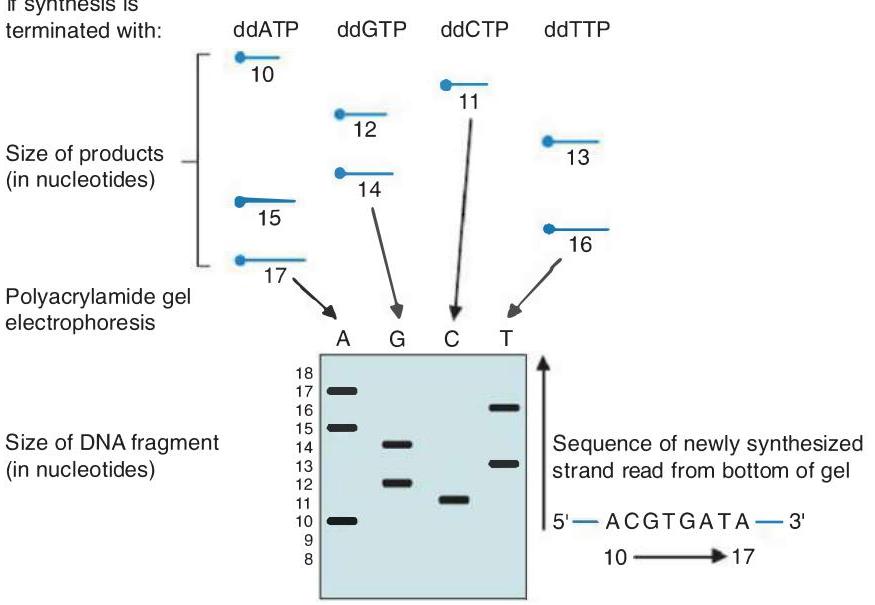 If synthesis is
terminated with:
ddATP ddGTP ddCTP ddTTP
10
11
12
13
14
15
16
17
Size of products
(in nucleotides)
Polyacrylamide gel
electrophoresis
A G C T
18
17
16
15
14
13
12
11
10
9
8
Size of DNA fragment
(in nucleotides)
Sequence of newly synthesized
strand read from bottom of gel
5' ACGTGATA 3'
10 17